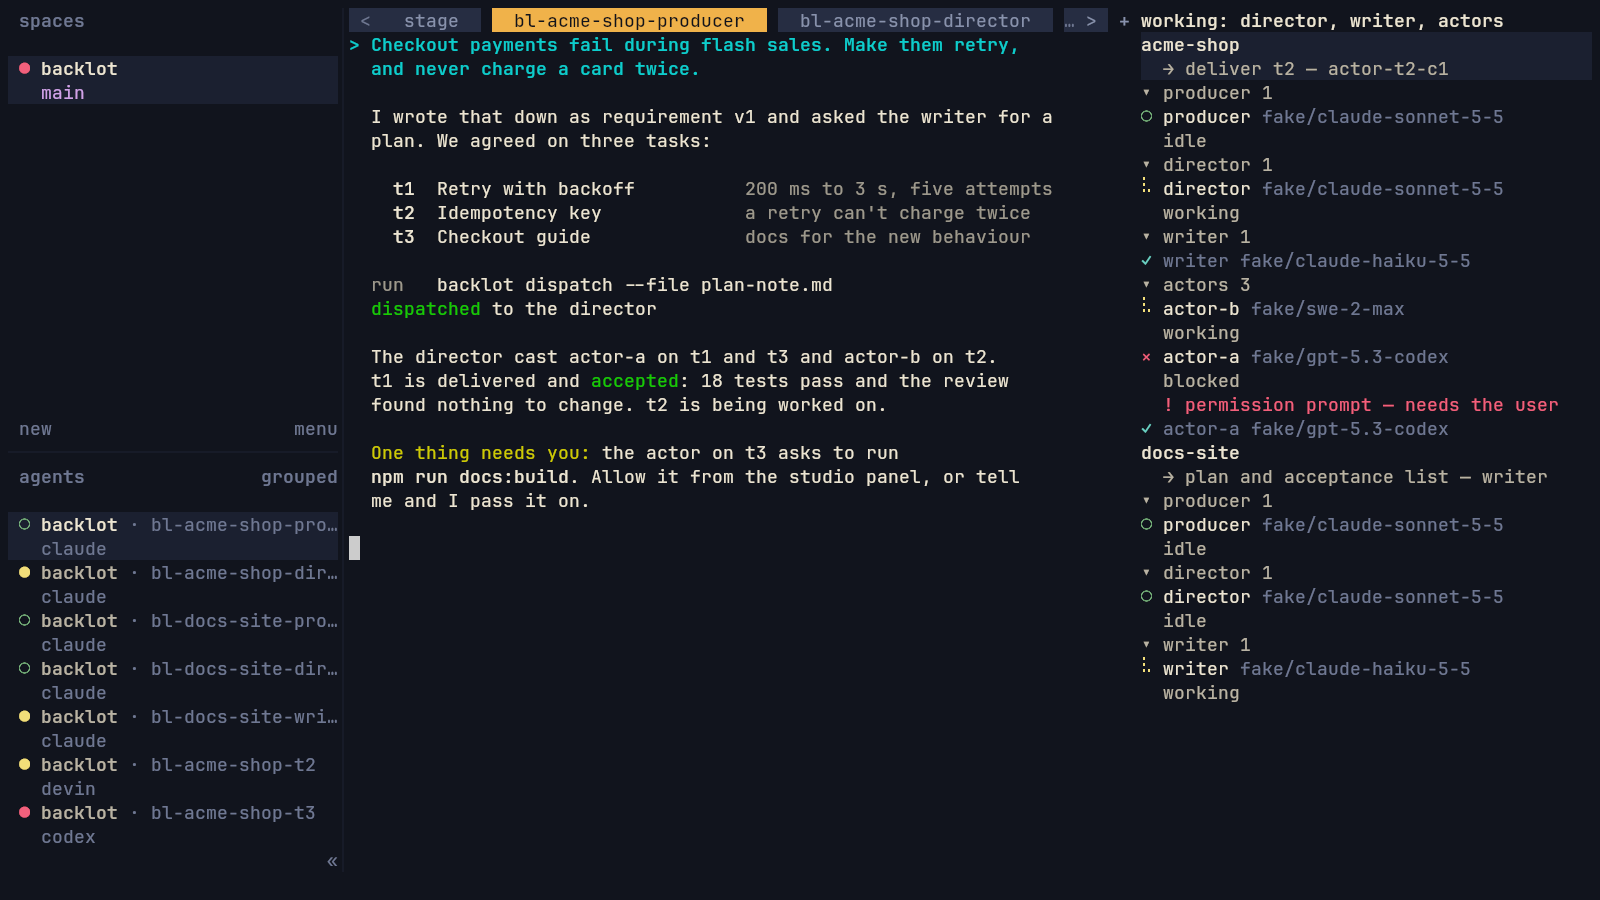 spaces
backlot
main
new menu
agents grouped
backlot · bl-acme-shop-pro…
claude
backlot · bl-acme-shop-dir…
claude
backlot · bl-docs-site-pro…
claude
backlot · bl-docs-site-dir…
claude
backlot · bl-docs-site-wri…
claude
backlot · bl-acme-shop-t2
devin
backlot · bl-acme-shop-t3
codex
«
< stage bl-acme-shop-producer bl-acme-shop-director … > +
> Checkout payments fail during flash sales. Make them retry,
and never charge a card twice.
I wrote that down as requirement v1 and asked the writer for a
plan. We agreed on three tasks:
t1 Retry with backoff 200 ms to 3 s, five attempts
t2 Idempotency key a retry can't charge twice
t3 Checkout guide docs for the new behaviour
run backlot dispatch --file plan-note.md
dispatched to the director
The director cast actor-a on t1 and t3 and actor-b on t2.
t1 is delivered and accepted: 18 tests pass and the review
found nothing to change. t2 is being worked on.
One thing needs you: the actor on t3 asks to run
npm run docs:build. Allow it from the studio panel, or tell
me and I pass it on.
working: director, writer, actors
acme-shop
→ deliver t2 — actor-t2-c1
▾ producer 1
○ producer fake/claude-sonnet-5-5
idle
▾ director 1
director fake/claude-sonnet-5-5
working
▾ writer 1
✓ writer fake/claude-haiku-5-5
▾ actors 3
actor-b fake/swe-2-max
working
× actor-a fake/gpt-5.3-codex
blocked
! permission prompt — needs the user
✓ actor-a fake/gpt-5.3-codex
docs-site
→ plan and acceptance list — writer
▾ producer 1
○ producer fake/claude-sonnet-5-5
idle
▾ director 1
○ director fake/claude-sonnet-5-5
idle
▾ writer 1
writer fake/claude-haiku-5-5
working